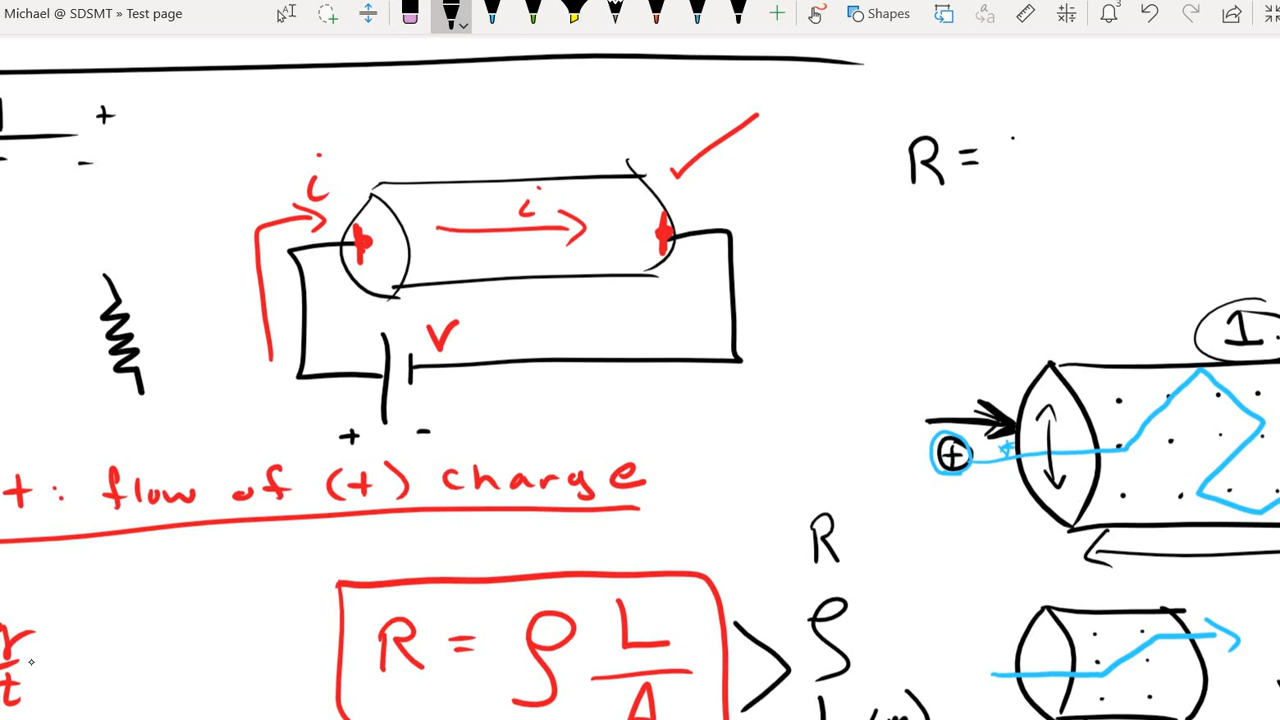 Michael @ SDSMT » Test page
Shapes
+
-
i
i
R =
V
+ -
I
+
t: flow of (+) charge
R
R = ρ L/A
ρ
L (m)